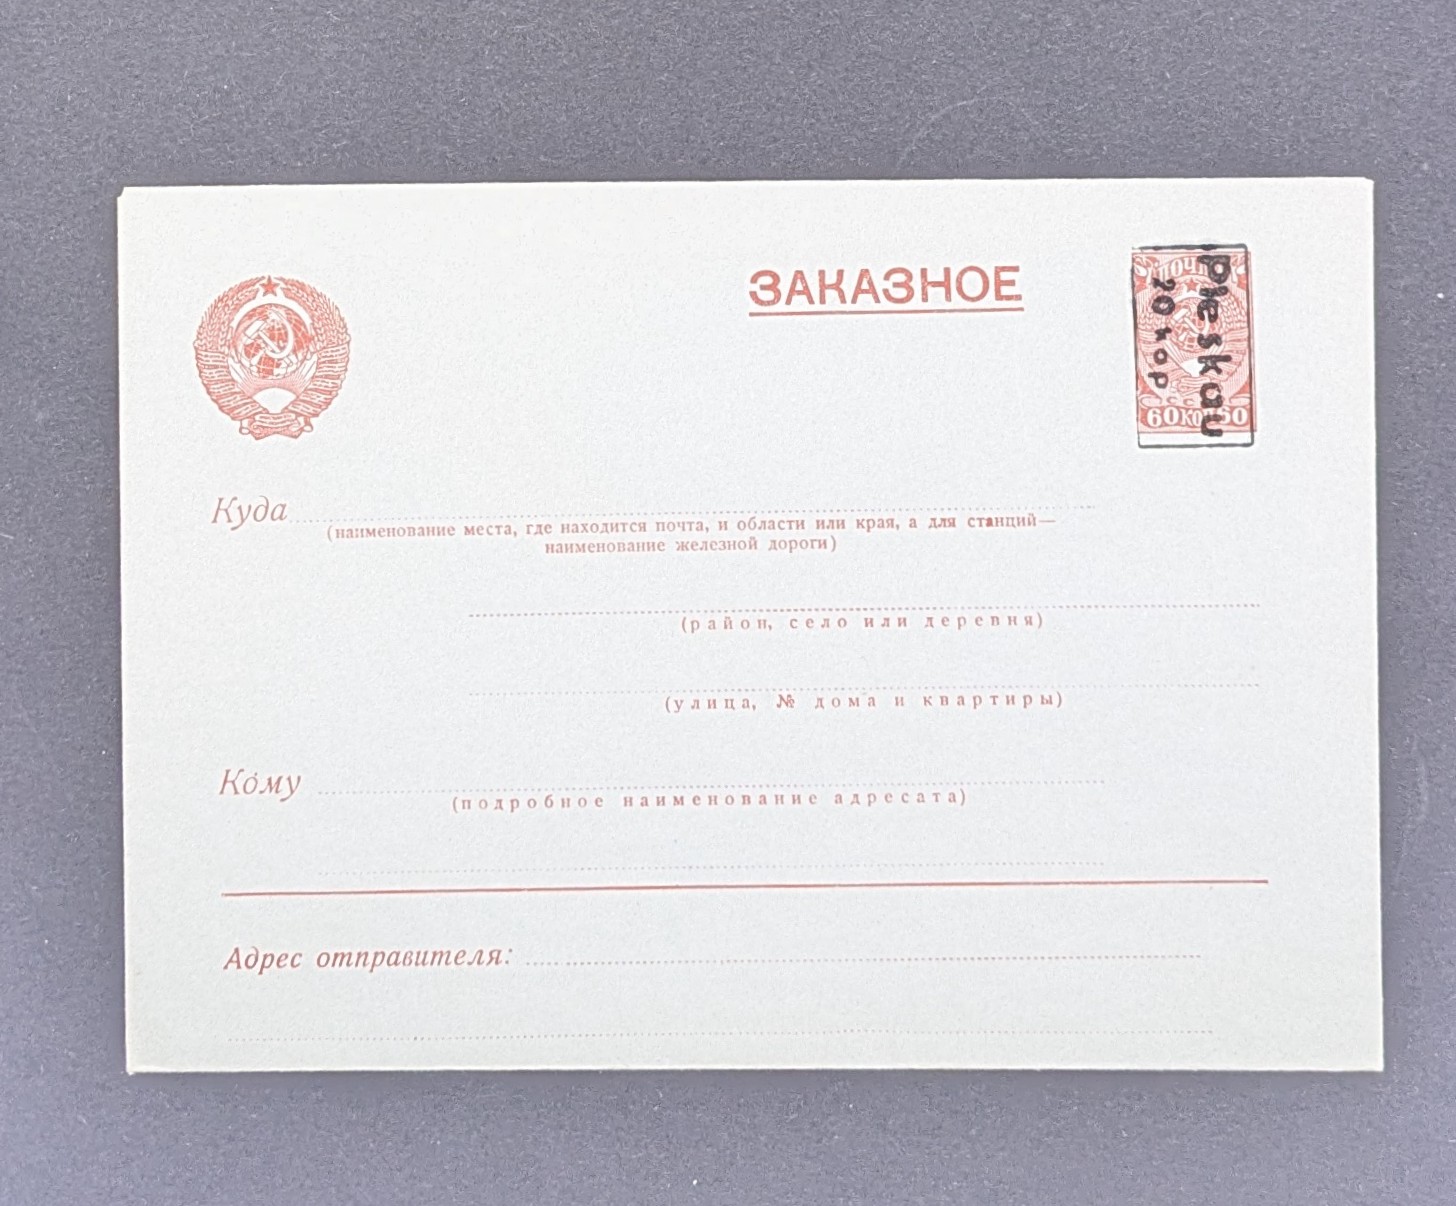 ЗАКАЗНОЕ
ПОЧТА
Pleskau
20 кор
60 КОП 60
Куда
(наименование места, где находится почта, и области или края, а для станций—
наименование железной дороги)
(район, село или деревня)
(улица, № дома и квартиры)
Кому
(подробное наименование адресата)
Адрес отправителя: